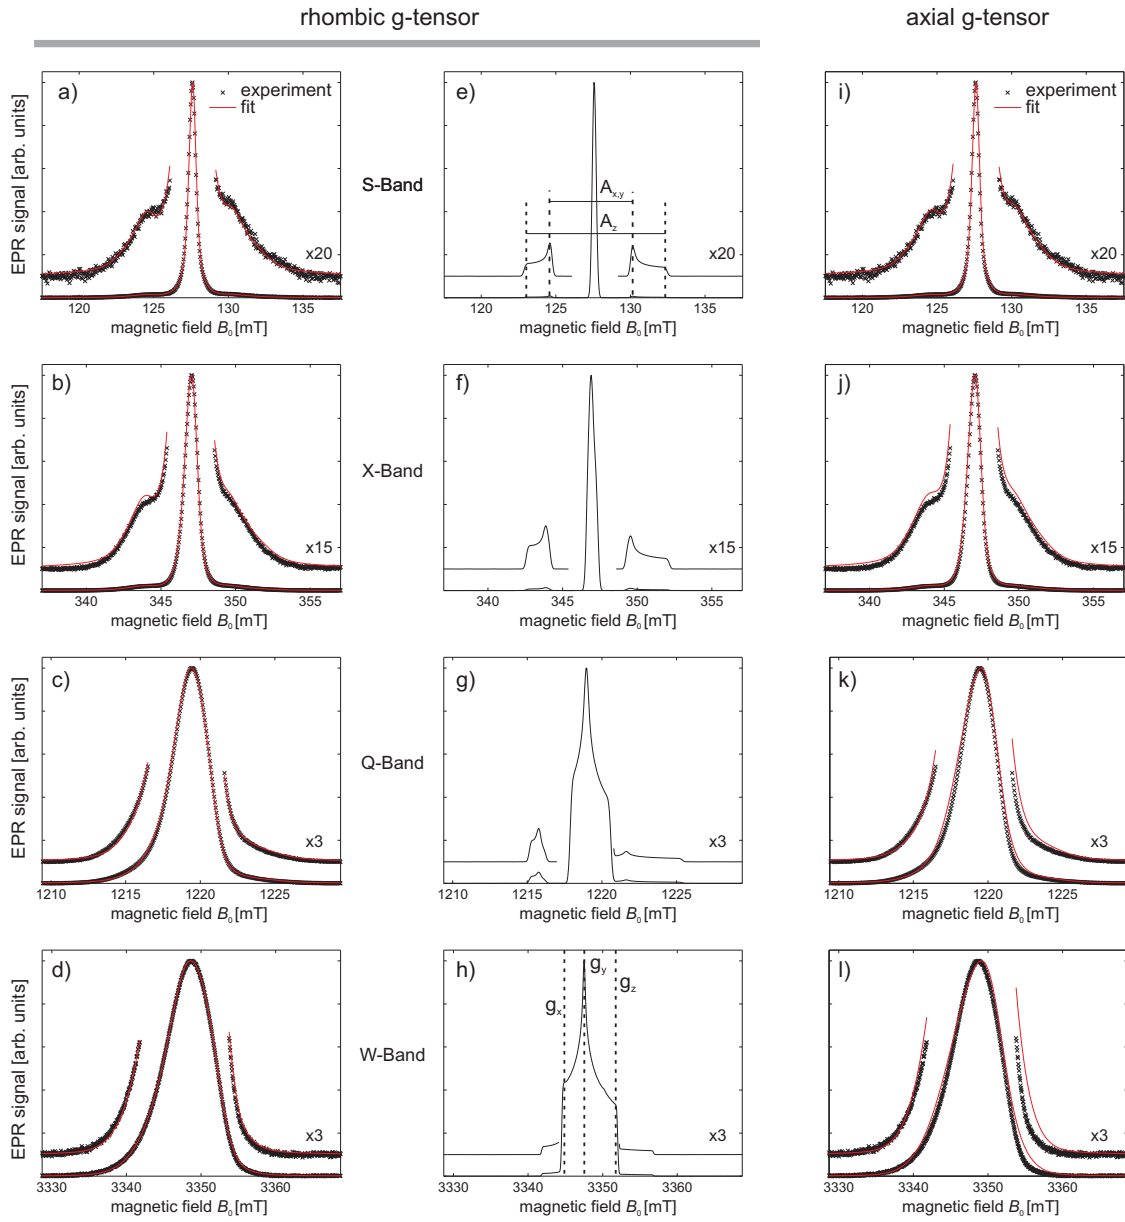 rhombic g-tensor
axial g-tensor
a)
experiment
fit
EPR signal [arb. units]
x20
120 125 130 135
magnetic field B₀ [mT]
e)
S-Band
Aₓ,ᵧ
A_z
x20
120 125 130 135
magnetic field B₀ [mT]
i)
experiment
fit
x20
120 125 130 135
magnetic field B₀ [mT]
b)
EPR signal [arb. units]
x15
340 345 350 355
magnetic field B₀ [mT]
f)
X-Band
x15
340 345 350 355
magnetic field B₀ [mT]
j)
x15
340 345 350 355
magnetic field B₀ [mT]
c)
EPR signal [arb. units]
x3
1210 1215 1220 1225
magnetic field B₀ [mT]
g)
Q-Band
x3
1210 1215 1220 1225
magnetic field B₀ [mT]
k)
x3
1210 1215 1220 1225
magnetic field B₀ [mT]
d)
EPR signal [arb. units]
x3
3330 3340 3350 3360
magnetic field B₀ [mT]
h)
W-Band
gₓ
g_y
g_z
x3
3330 3340 3350 3360
magnetic field B₀ [mT]
l)
x3
3330 3340 3350 3360
magnetic field B₀ [mT]